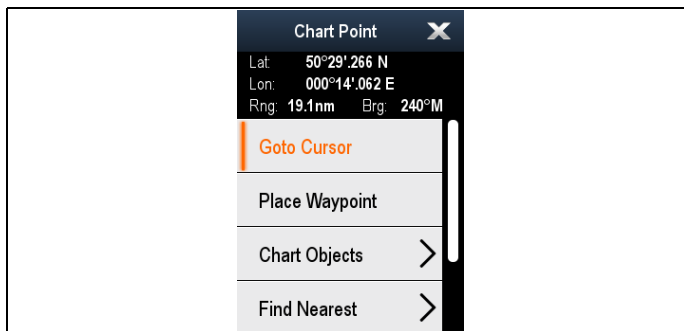 Chart Point
Lat: 50°29'.266 N
Lon: 000°14'.062 E
Rng: 19.1nm Brg: 240°M
Goto Cursor
Place Waypoint
Chart Objects
Find Nearest